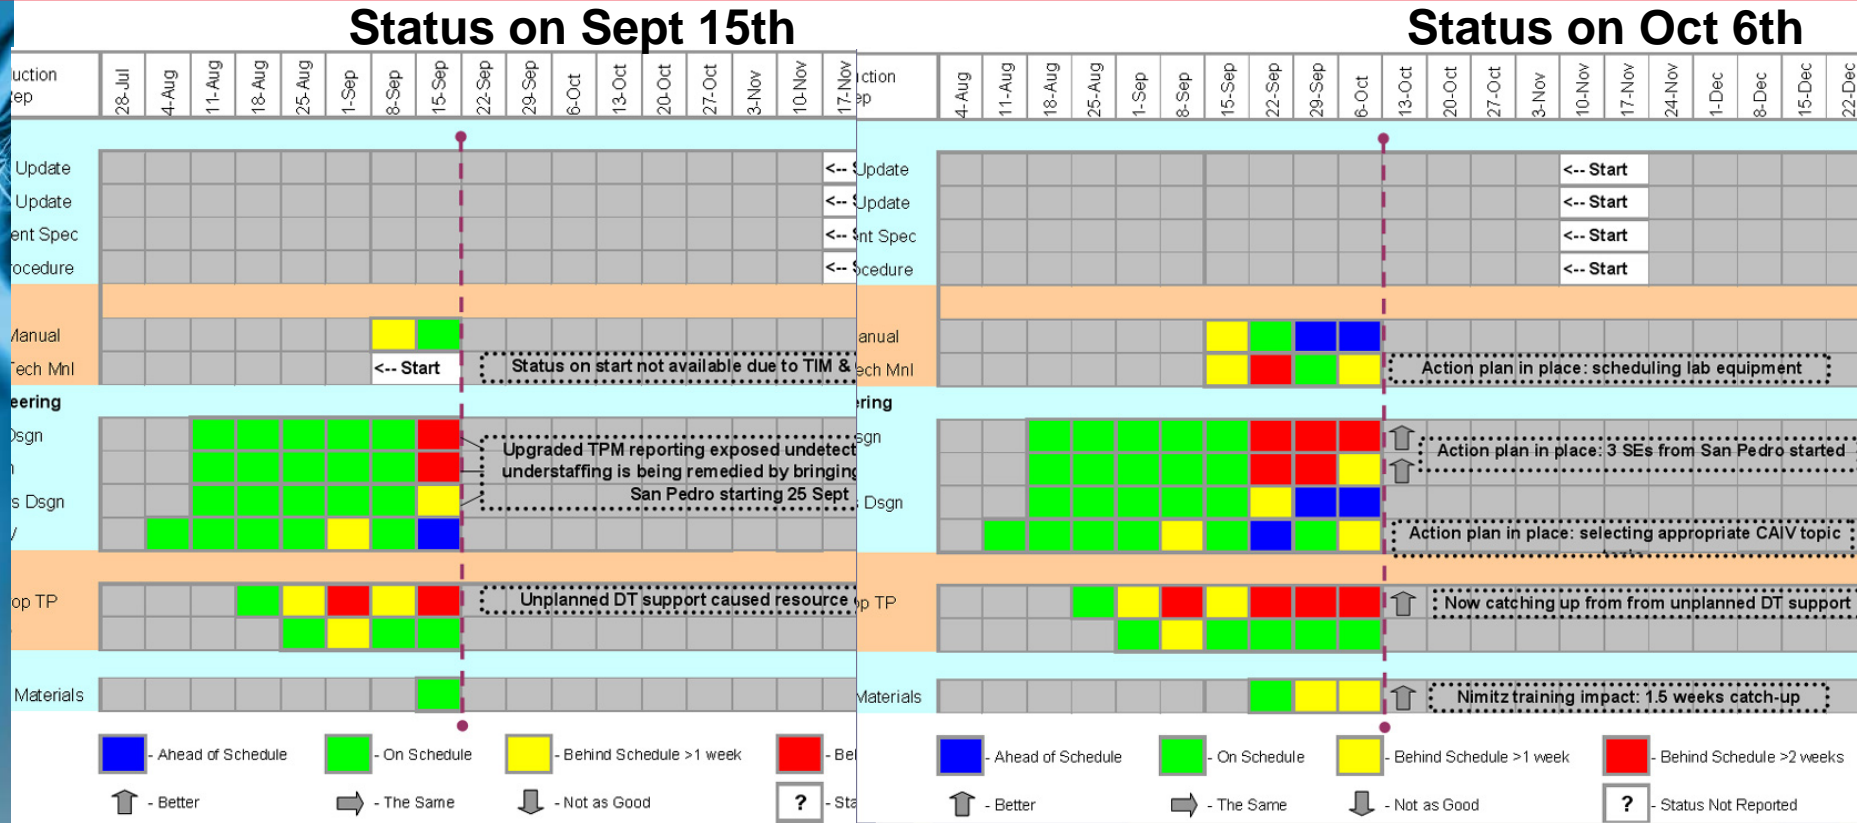 Status on Sept 15th
uction
ep
28-Jul
4-Aug
11-Aug
18-Aug
25-Aug
1-Sep
8-Sep
15-Sep
22-Sep
29-Sep
6-Oct
13-Oct
20-Oct
27-Oct
3-Nov
10-Nov
17-Nov
Update
<--
Update
<--
ent Spec
<--
ocedure
<--
Manual
Tech Mnl
<-- Start
Status on start not available due to TIM &
eering
Dsgn
Upgraded TPM reporting exposed undetect
understaffing is being remedied by bringing
s Dsgn
San Pedro starting 25 Sept
op TP
Unplanned DT support caused resource
Materials
- Ahead of Schedule
- On Schedule
- Behind Schedule >1 week
- Be
- Better
- The Same
- Not as Good
? - Sta
Status on Oct 6th
ction
ep
4-Aug
11-Aug
18-Aug
25-Aug
1-Sep
8-Sep
15-Sep
22-Sep
29-Sep
6-Oct
13-Oct
20-Oct
27-Oct
3-Nov
10-Nov
17-Nov
24-Nov
1-Dec
8-Dec
15-Dec
22-Dec
Update
<-- Start
Update
<-- Start
nt Spec
<-- Start
ocedure
<-- Start
anual
ech Mnl
Action plan in place: scheduling lab equipment
ering
sgn
Action plan in place: 3 SEs from San Pedro started
Dsgn
Action plan in place: selecting appropriate CAIV topic
p TP
Now catching up from from unplanned DT support
Materials
Nimitz training impact: 1.5 weeks catch-up
- Ahead of Schedule
- On Schedule
- Behind Schedule >1 week
- Behind Schedule >2 weeks
- Better
- The Same
- Not as Good
? - Status Not Reported